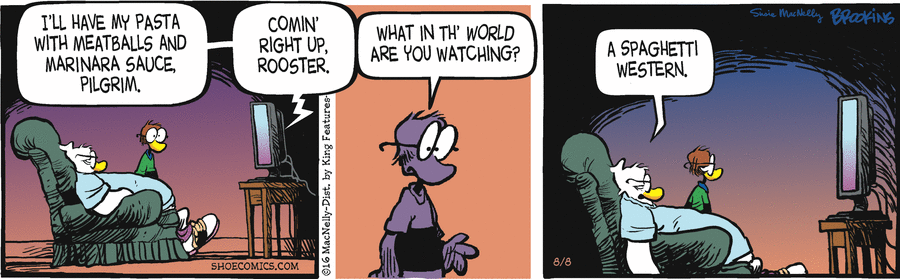 I'LL HAVE MY PASTA
WITH MEATBALLS AND
MARINARA SAUCE,
PILGRIM.
COMIN'
RIGHT UP,
ROOSTER.
SHOECOMICS.COM
©16 MacNelly-Dist. by King Features
WHAT IN TH' WORLD
ARE YOU WATCHING?
Susie MacNelly BROOKINS
A SPAGHETTI
WESTERN.
8/8